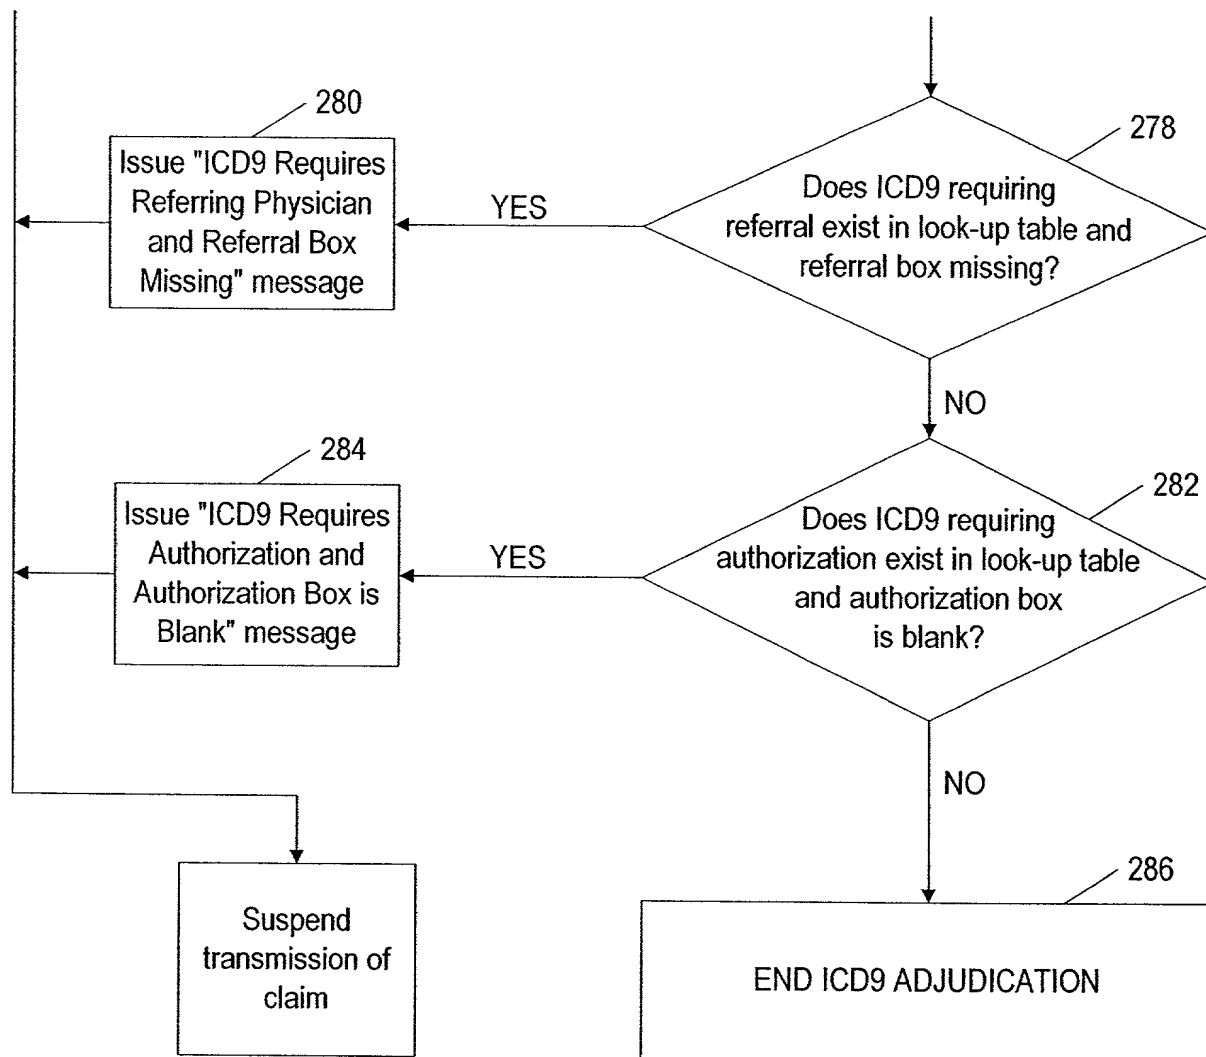 280
Issue "ICD9 Requires
Referring Physician
and Referral Box
Missing" message
YES
278
Does ICD9 requiring
referral exist in look-up table and
referral box missing?
NO
284
Issue "ICD9 Requires
Authorization and
Authorization Box is
Blank" message
YES
282
Does ICD9 requiring
authorization exist in look-up table
and authorization box
is blank?
NO
Suspend
transmission of
claim
286
END ICD9 ADJUDICATION